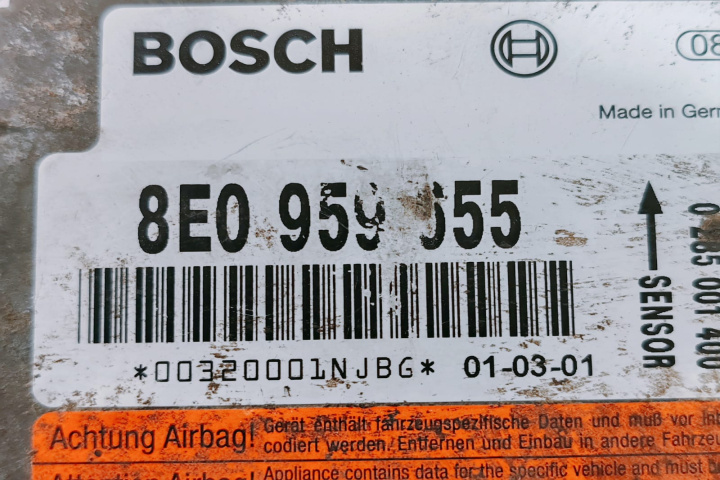 BOSCH
Made in
8E0 959
*00320001NJBG* 01-03-01
SENSOR
Achtung Airbag!
Gerät enthält fahrzeugspezifische Daten und muß vor
codiert werden. Entfernen und Einbau in andere
Airbag!
Appliance contains data for the specific vehicle and must